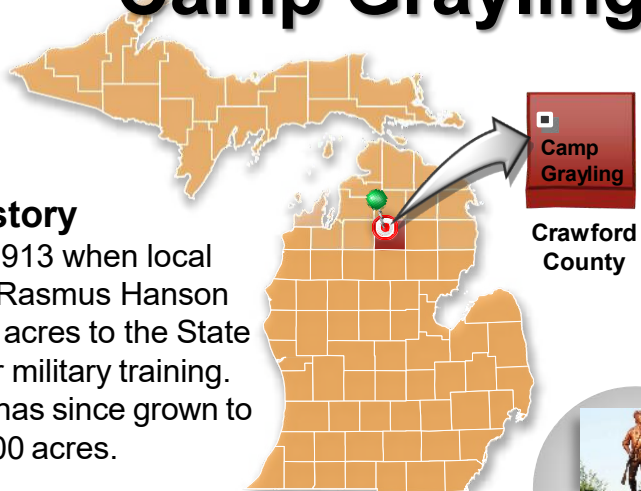 Camp Grayling
Camp
Grayling
Crawford
County
story
913 when local
Rasmus Hanson
acres to the State
military training.
has since grown to
00 acres.